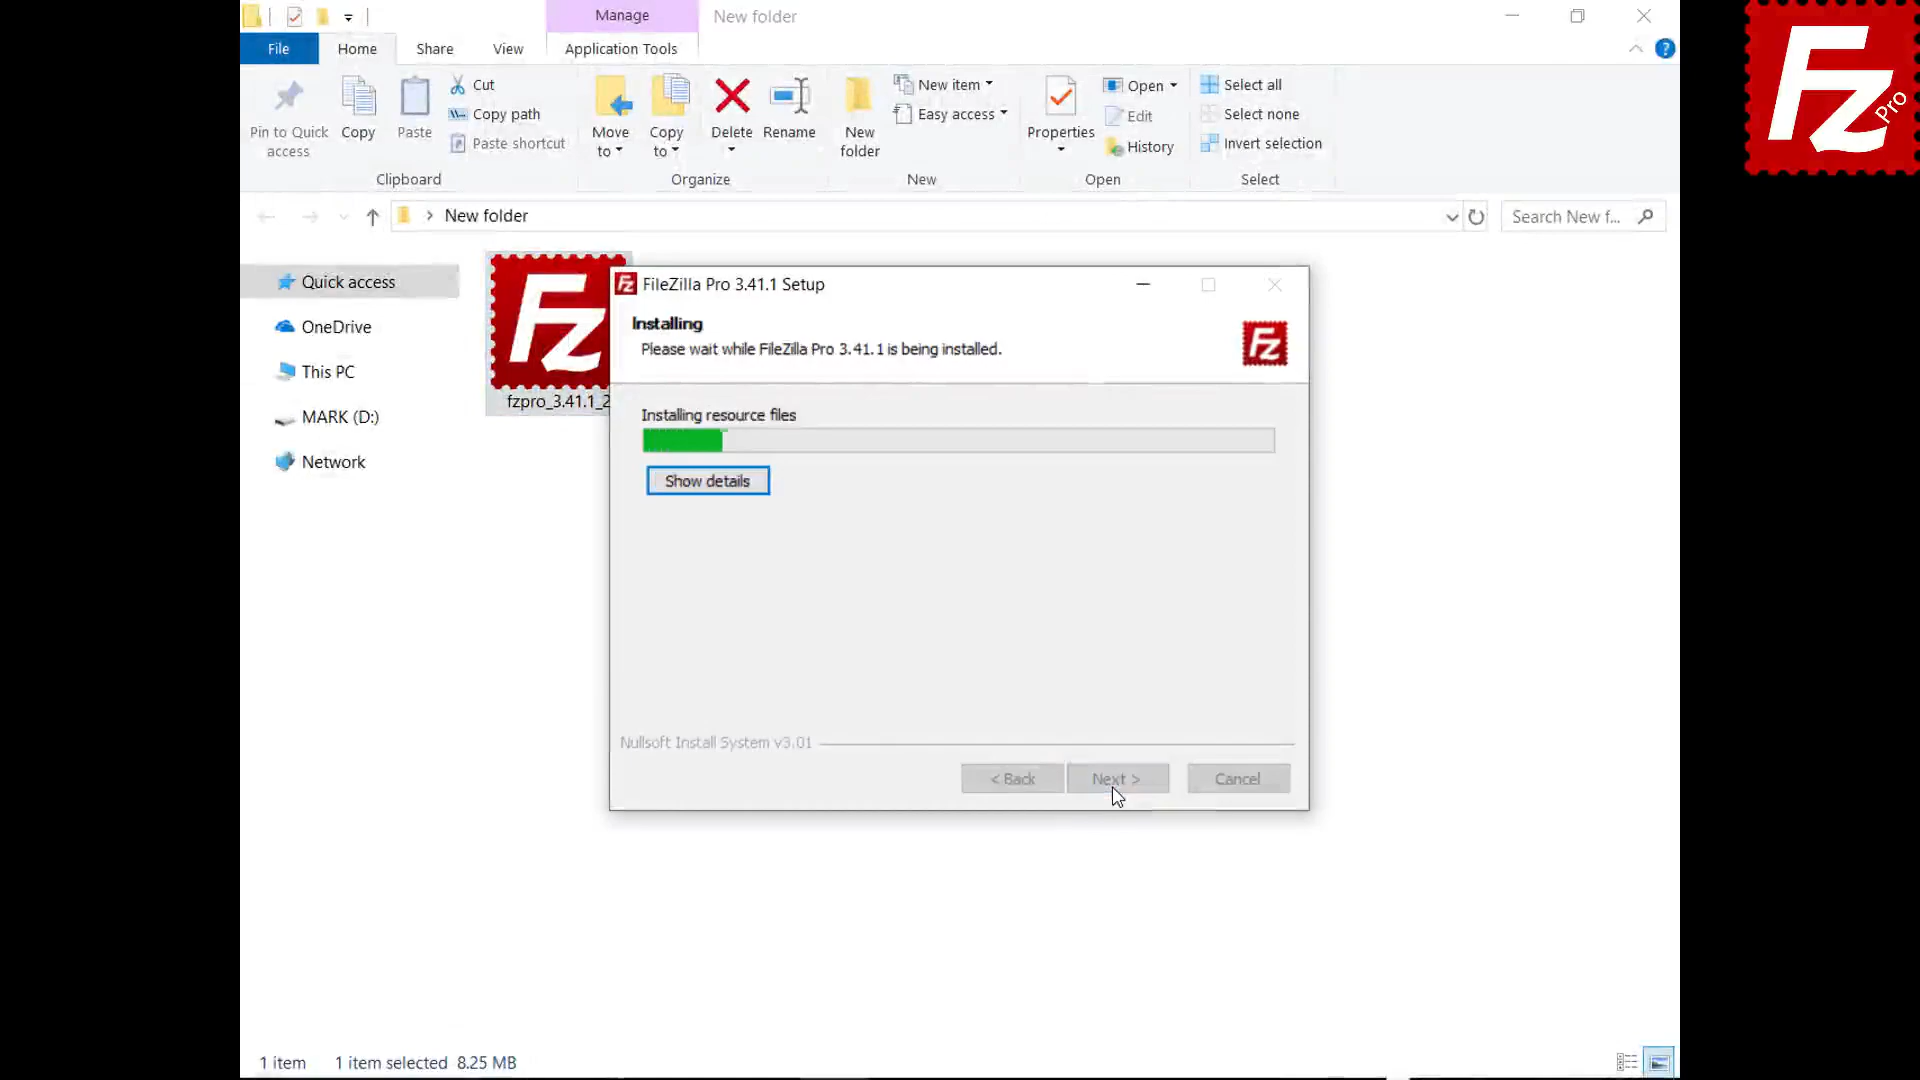 Manage
New folder
File
Home
Share
View
Application Tools
Pin to Quick
access
Copy
Paste
Cut
Copy path
Paste shortcut
Clipboard
Move
to
Copy
to
Delete
Rename
Organize
New
folder
New item
Easy access
New
Properties
Open
Edit
History
Open
Select all
Select none
Invert selection
Select
New folder
Search New f...
Quick access
OneDrive
This PC
MARK (D:)
Network
fzpro_3.41.1_2
FileZilla Pro 3.41.1 Setup
Installing
Please wait while FileZilla Pro 3.41.1 is being installed.
Installing resource files
Show details
Nullsoft Install System v3.01
< Back
Next >
Cancel
1 item
1 item selected 8.25 MB
Fz
Pro